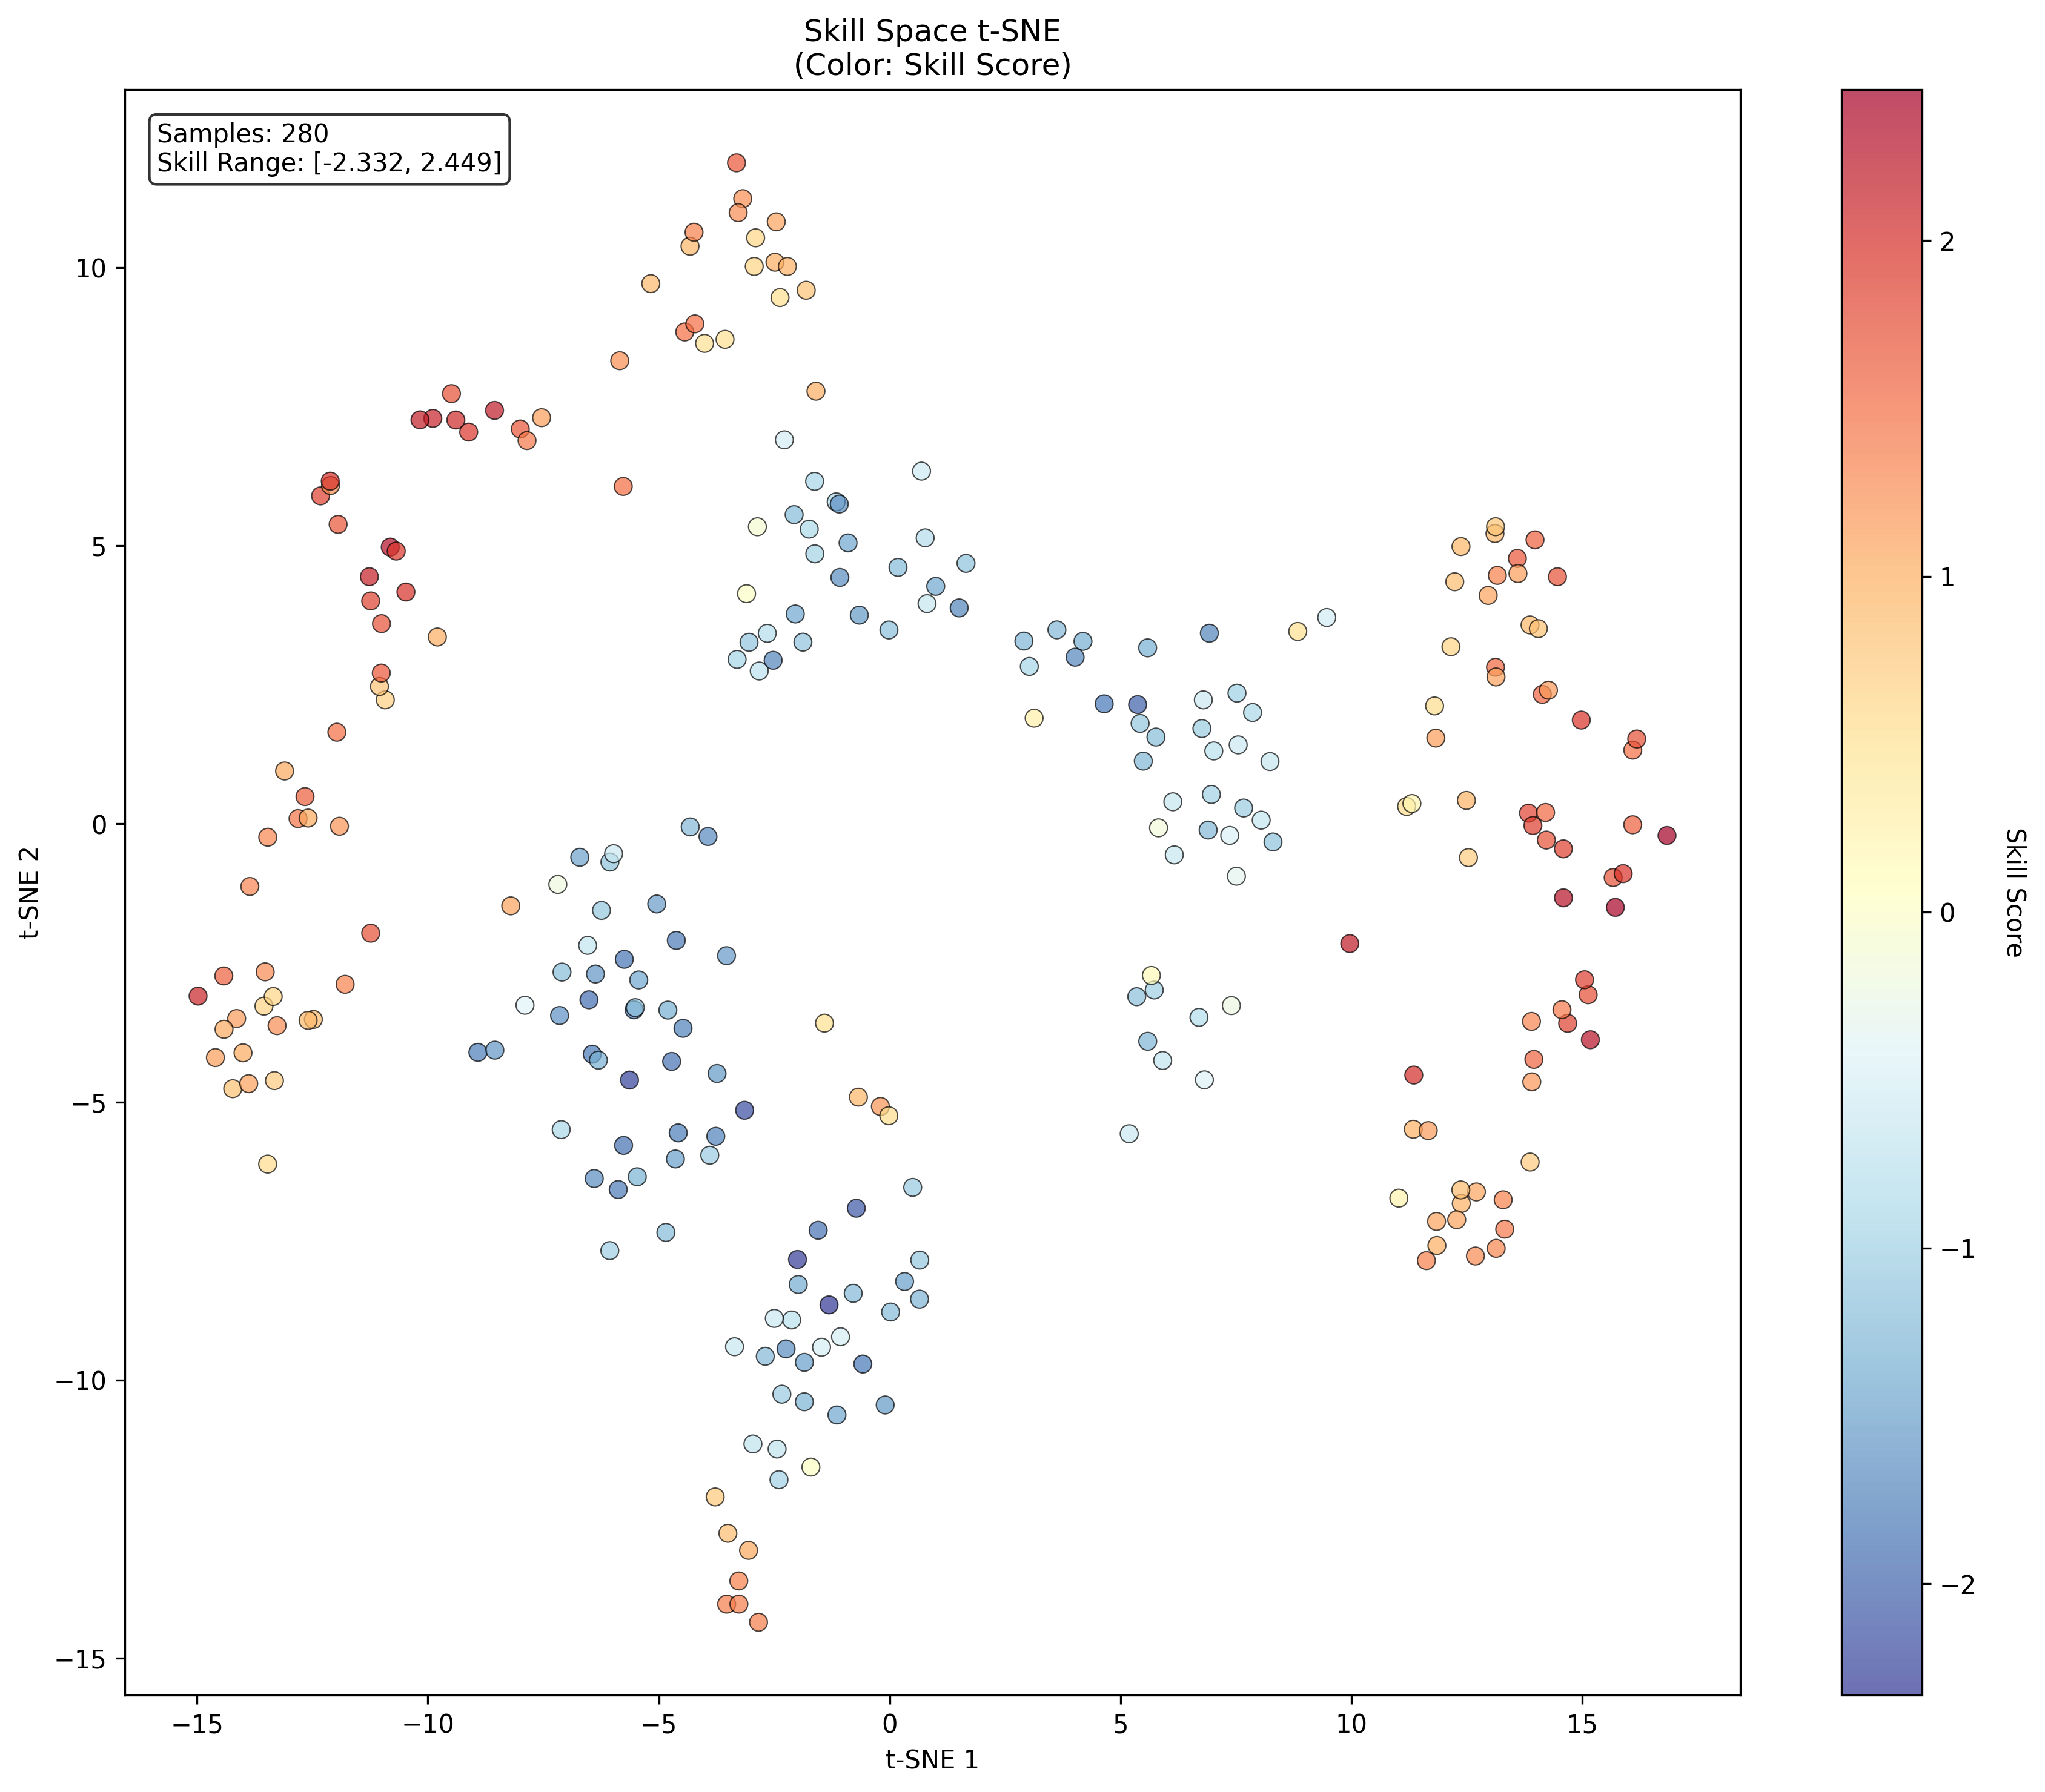 Skill Space t-SNE
(Color: Skill Score)
Samples: 280
Skill Range: [-2.332, 2.449]
10
5
0
−5
−10
−15
t-SNE 2
−15
−10
−5
0
5
10
15
t-SNE 1
2
1
0
−1
−2
Skill Score